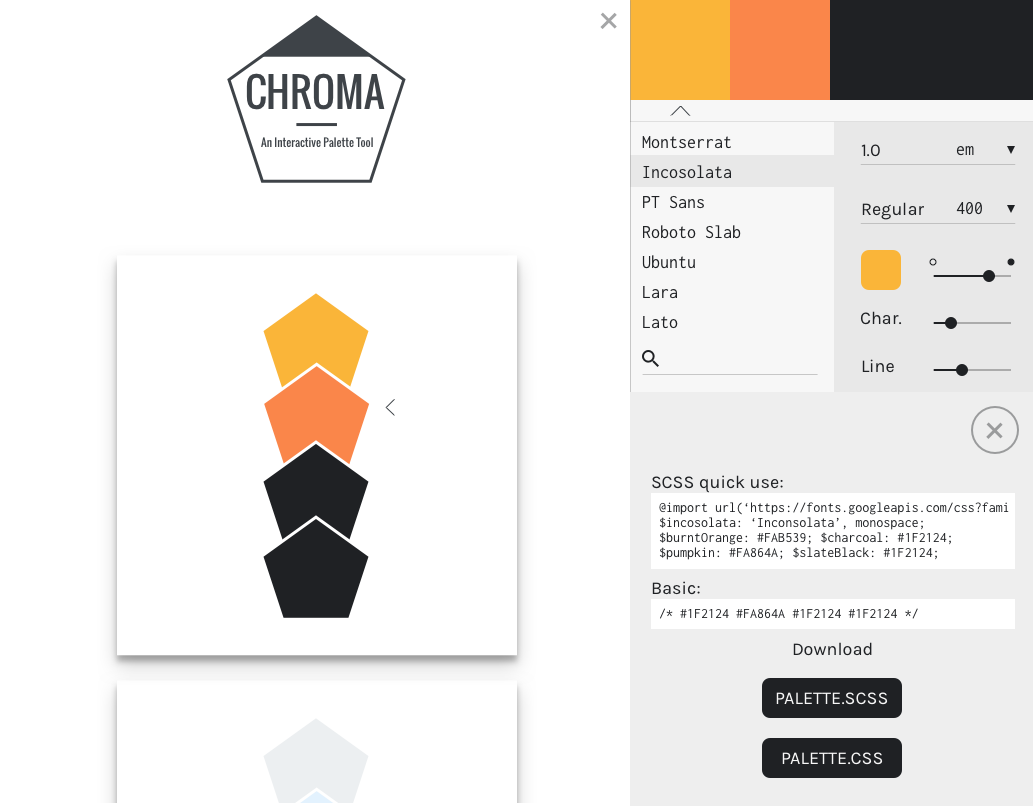 CHROMA
An Interactive Palette Tool
Montserrat
Incosolata
PT Sans
Roboto Slab
Ubuntu
Lara
Lato
1.0 em
Regular 400
Char.
Line
SCSS quick use:
@import url(‘https://fonts.googleapis.com/css?fami
$incosolata: ‘Inconsolata’, monospace;
$burntOrange: #FAB539; $charcoal: #1F2124;
$pumpkin: #FA864A; $slateBlack: #1F2124;
Basic:
/* #1F2124 #FA864A #1F2124 #1F2124 */
Download
PALETTE.SCSS
PALETTE.CSS